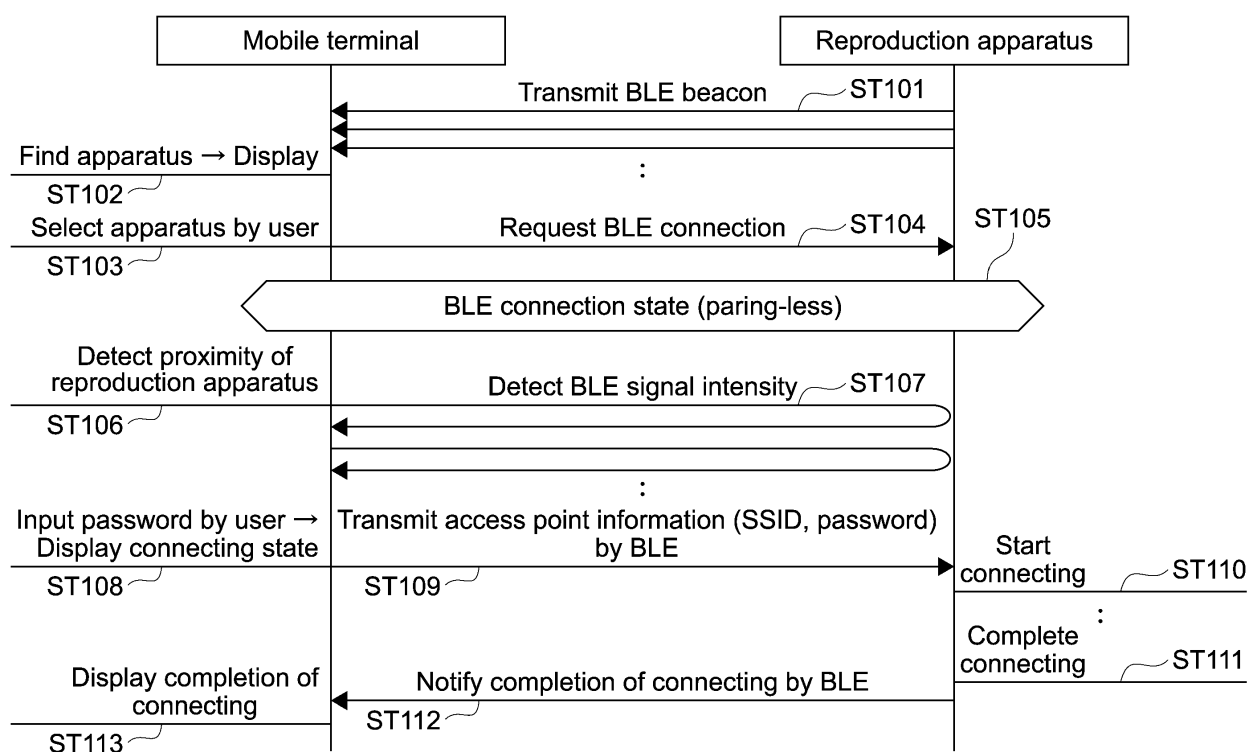 Mobile terminal
Reproduction apparatus
Transmit BLE beacon
ST101
Find apparatus → Display
:
ST102
Select apparatus by user
Request BLE connection
ST104
ST105
ST103
BLE connection state (paring-less)
Detect proximity of
reproduction apparatus
Detect BLE signal intensity
ST107
ST106
:
Input password by user →
Display connecting state
Transmit access point information (SSID, password)
by BLE
Start
connecting
ST108
ST109
ST110
:
Complete
connecting
ST111
Display completion of
connecting
Notify completion of connecting by BLE
ST112
ST113